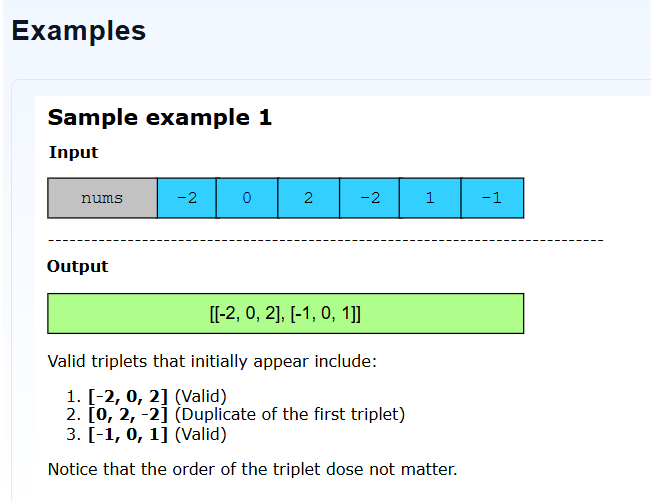 Examples
Sample example 1
Input
nums -2 0 2 -2 1 -1
--------------------------------------------------------------------------------
Output
[[-2, 0, 2], [-1, 0, 1]]
Valid triplets that initially appear include:
1. [-2, 0, 2] (Valid)
2. [0, 2, -2] (Duplicate of the first triplet)
3. [-1, 0, 1] (Valid)
Notice that the order of the triplet dose not matter.